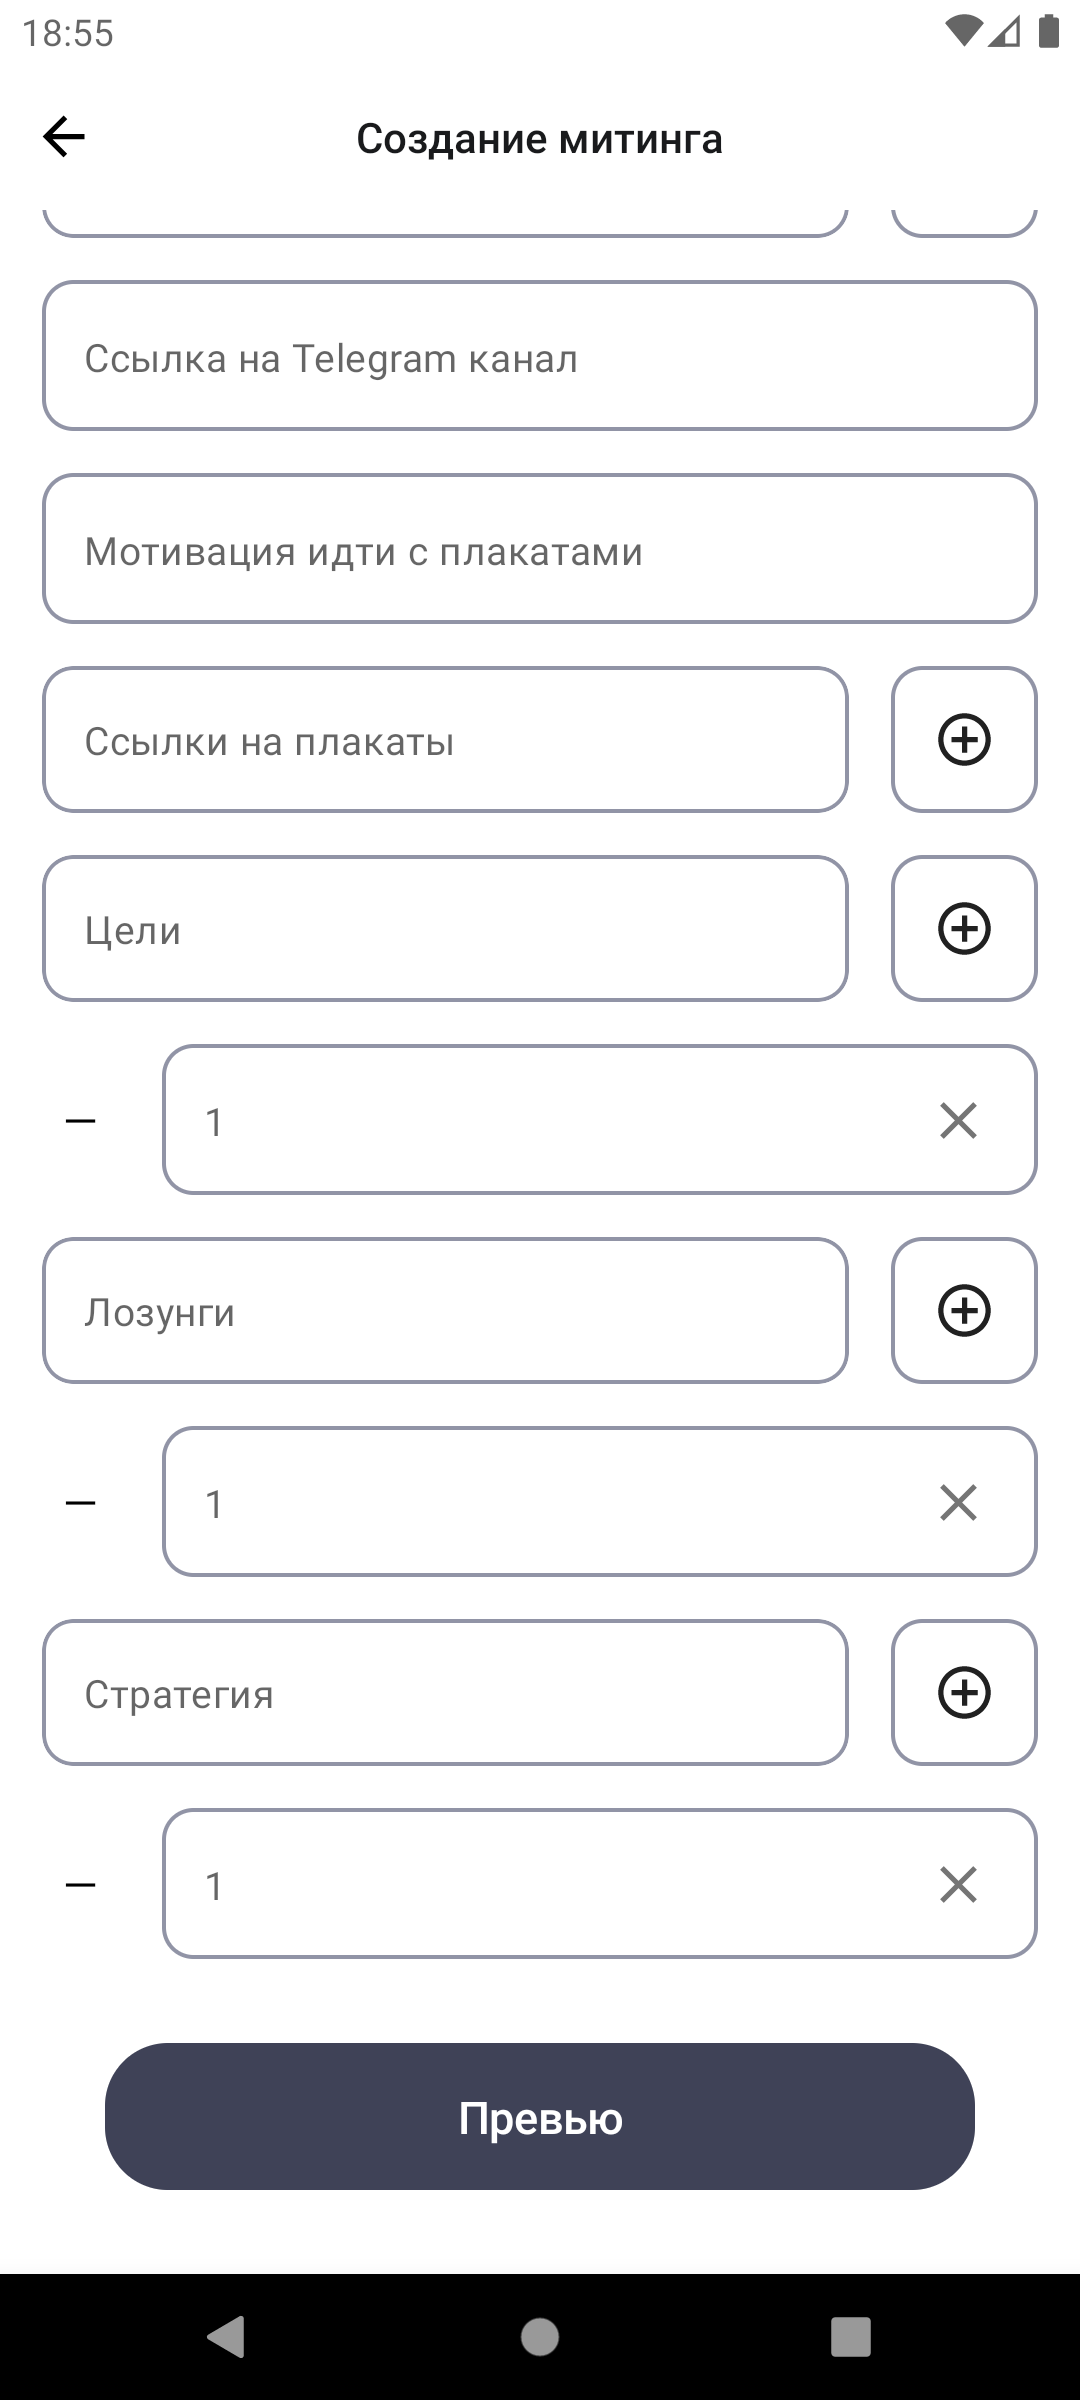 18:55
Создание митинга
Ссылка на Telegram канал
Мотивация идти с плакатами
Ссылки на плакаты
Цели
1
Лозунги
1
Стратегия
1
Превью